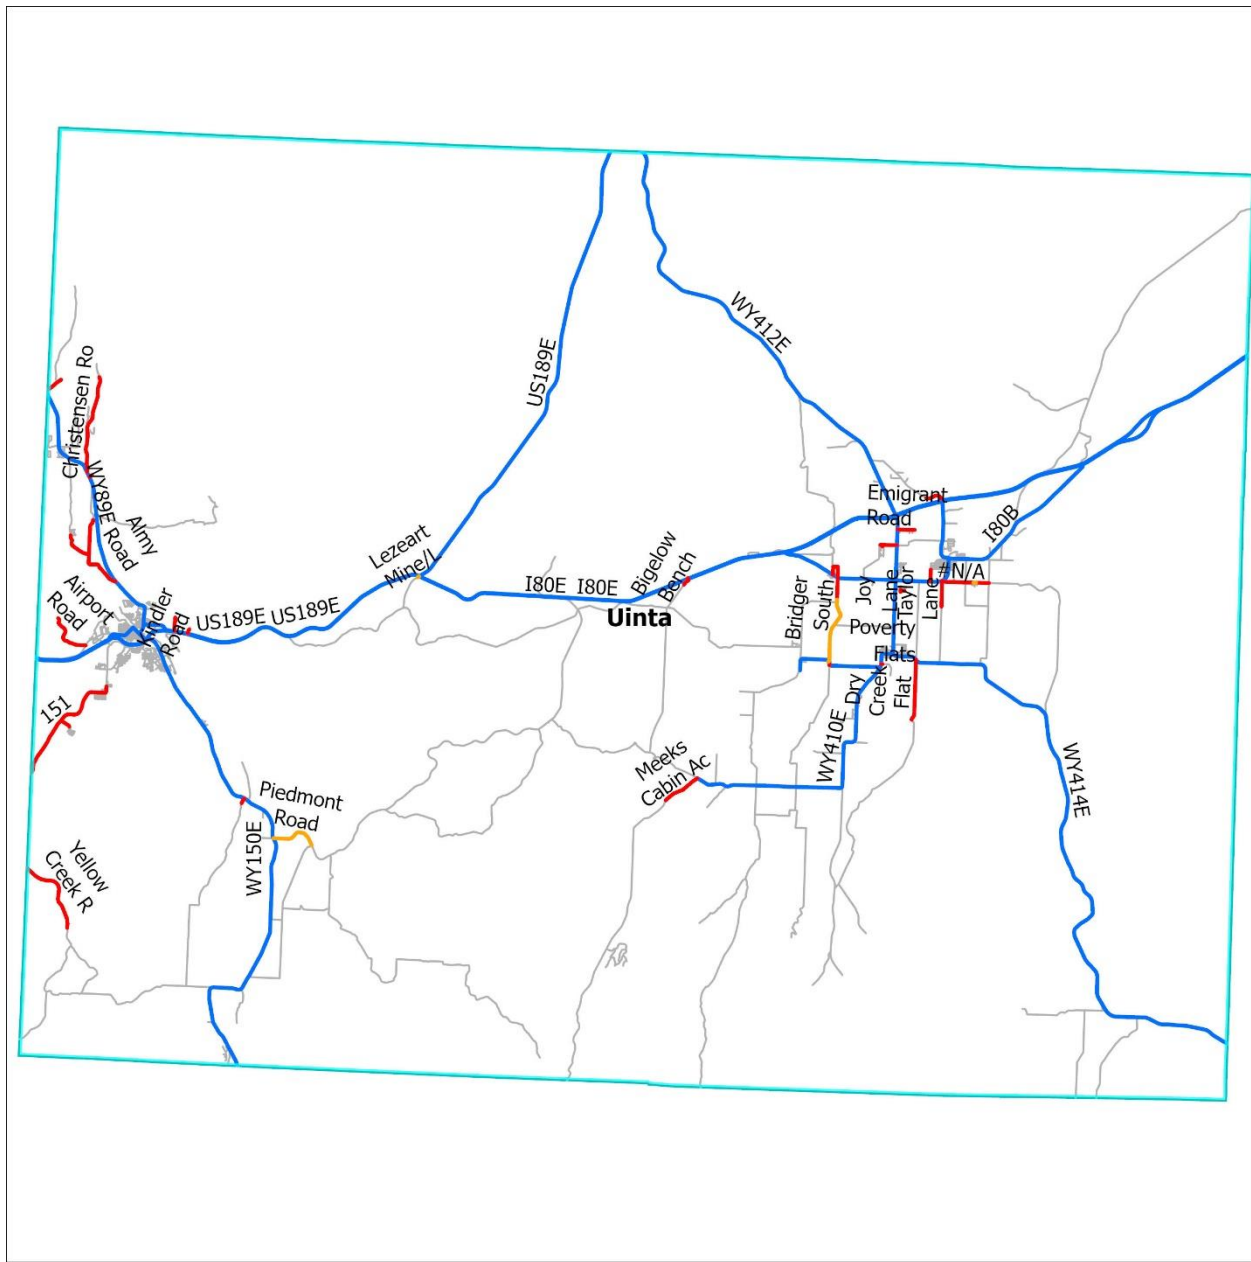 WY412E
US189E
Christensen Ro
WY89E Road
Almy
Emigrant
Road
I80B
Lezeart
Mine/L
Bigelow
Bench
I80E I80E
#N/A
Airport
Road
Kindler
Road
US189E US189E
Uinta
Bridger
South
Joy
Lane
Taylor
Lane
Poverty
Flats
Dry
Creek
Flat
151
WY410E
WY414E
Meeks
Cabin Ac
Piedmont
Road
WY150E
Yellow
Creek R